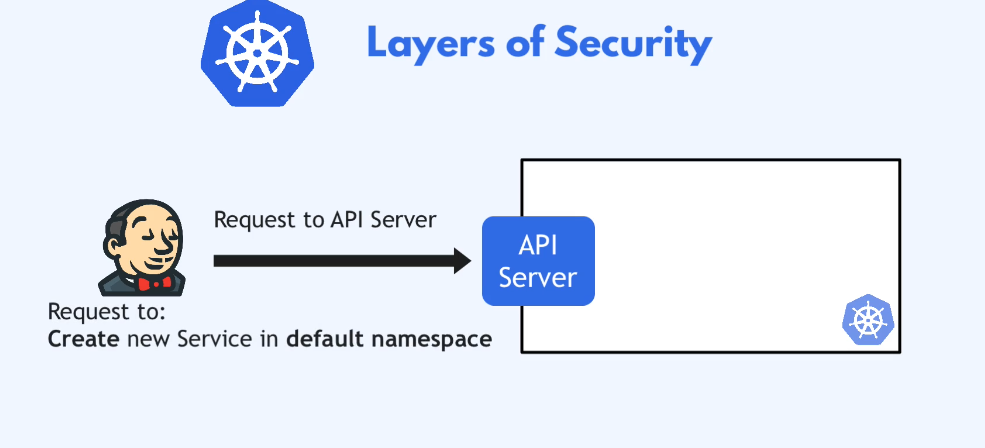 Layers of Security
Request to API Server
API
Server
Request to:
Create new Service in default namespace